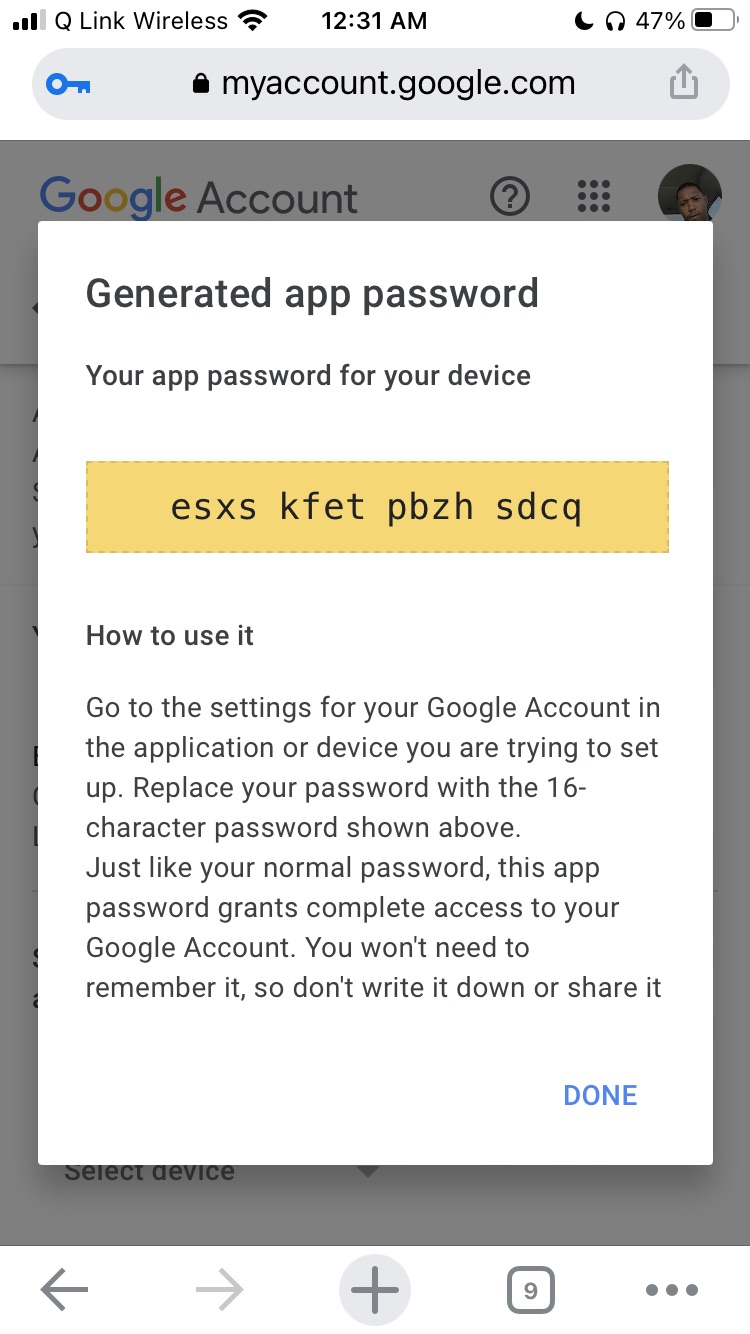 Q Link Wireless 12:31 AM 47%
myaccount.google.com
Google Account
Generated app password
Your app password for your device
esxs kfet pbzh sdcq
How to use it
Go to the settings for your Google Account in
the application or device you are trying to set
up. Replace your password with the 16-
character password shown above.
Just like your normal password, this app
password grants complete access to your
Google Account. You won't need to
remember it, so don't write it down or share it
DONE
Select device
9